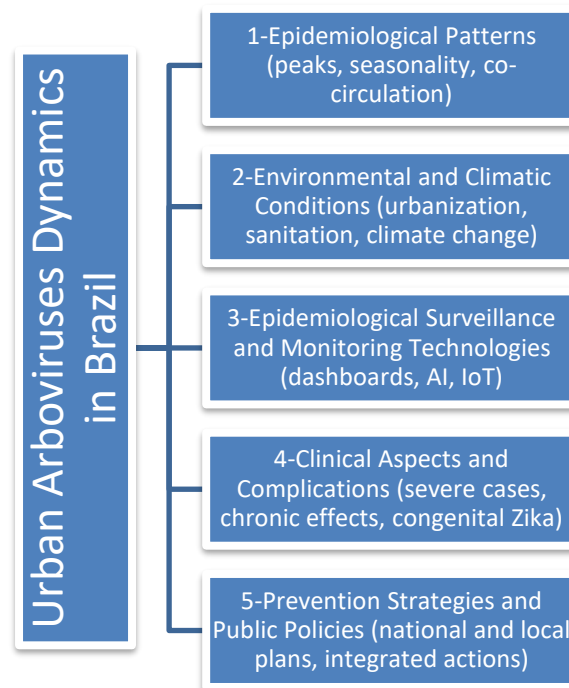 Urban Arboviruses Dynamics
in Brazil
1-Epidemiological Patterns
(peaks, seasonality, co-
circulation)
2-Environmental and Climatic
Conditions (urbanization,
sanitation, climate change)
3-Epidemiological Surveillance
and Monitoring Technologies
(dashboards, AI, IoT)
4-Clinical Aspects and
Complications (severe cases,
chronic effects, congenital Zika)
5-Prevention Strategies and
Public Policies (national and local
plans, integrated actions)